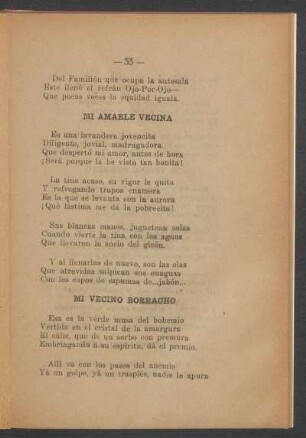 — 53 —
Del Familión que ocupa la antesala
Este llenó el refrán Ojo-Por-Ojo—
Que pocas veces la equidad iguala.
MI AMABLE VECINA
Es una lavandera jovencita
Diligente, jovial, madrugadora
Que despertó mi amor, antes de hora
¡Será porque la he visto tan bonita!
La tina acaso, su vigor le quita
Y refregando trapos enamora
Es la que se levanta con la aurora
¡Qué lástima me dá la pobrecita!
Sus blancas manos, juguetonas solas
Cuando vierte la tina con las aguas
Que llevaron lo sucio del girón.
Y al llenarlas de nuevo, son las olas
Que atrevidas salpican sus enaguas
Con los copos de espumas de...jabón...
MI VECINO BORRACHO
Esa es la verde musa del bohemio
Vertida en el cristal de la amargura
El cáliz, que de un sorbo con premura
Embriagando a su espíritu, dá el premio.
Allí va con los pasos del anemio
Yá un golpe, yá un traspiés, nadie lo apura